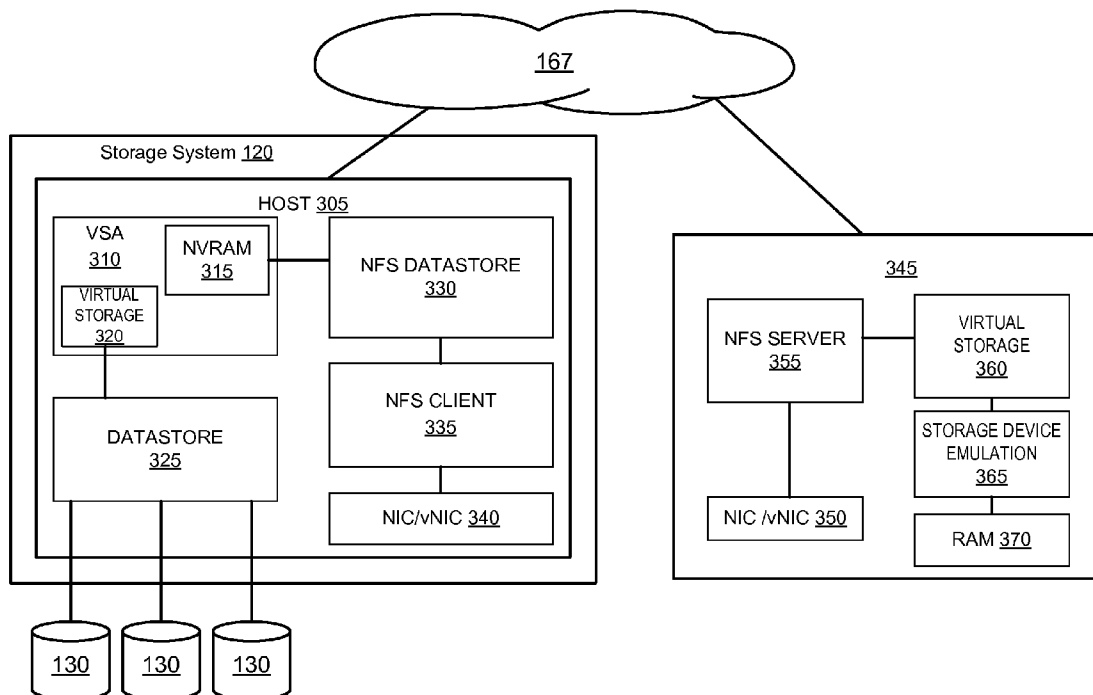 167
Storage System 120
HOST 305
VSA
310
NVRAM
315
VIRTUAL
STORAGE
320
NFS DATASTORE
330
NFS CLIENT
335
DATASTORE
325
NIC/vNIC 340
130
130
130
345
NFS SERVER
355
VIRTUAL
STORAGE
360
STORAGE DEVICE
EMULATION
365
NIC /vNIC 350
RAM 370